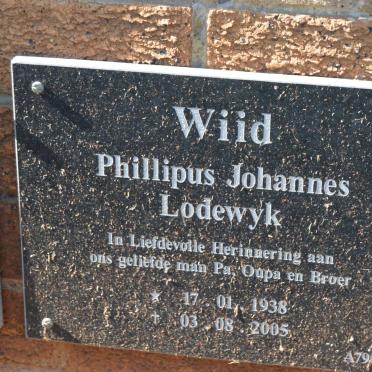 Wiid
Phillipus Johannes
Lodewyk
In Liefdevolle Herinnering aan
ons geliefde man Pa, Oupa en Broer
★ 17 . 01 . 1938
† 03 . 08 . 2005